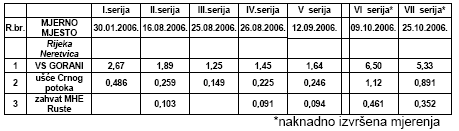 I.serija II.serija III.serija IV.serija V serija VI serija* VII serija*
R.br. MJERNO MJESTO 30.01.2006. 16.08.2006. 25.08.2006. 26.08.2006. 12.09.2006. 09.10.2006. 25.10.2006.
Rijeka
Neretvica
1 VS GORANI 2,67 1,89 1,25 1,45 1,64 6,50 5,33
2 ušće Crnog potoka 0,486 0,259 0,149 0,225 0,246 1,12 0,891
3 zahvat MHE Ruste 0,103 0,091 0,094 0,461 0,352
*naknadno izvršena mjerenja